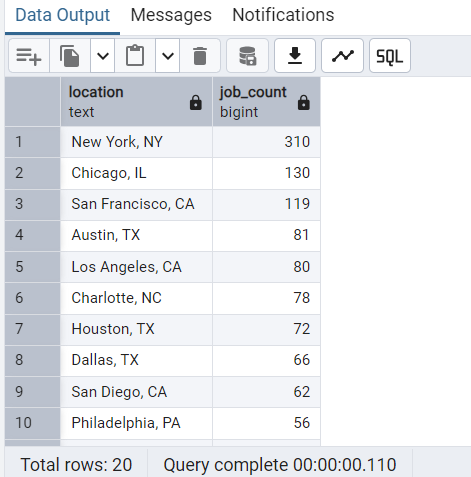 Data Output Messages Notifications
SQL
location job_count
text bigint
1 New York, NY 310
2 Chicago, IL 130
3 San Francisco, CA 119
4 Austin, TX 81
5 Los Angeles, CA 80
6 Charlotte, NC 78
7 Houston, TX 72
8 Dallas, TX 66
9 San Diego, CA 62
10 Philadelphia, PA 56
Total rows: 20 Query complete 00:00:00.110